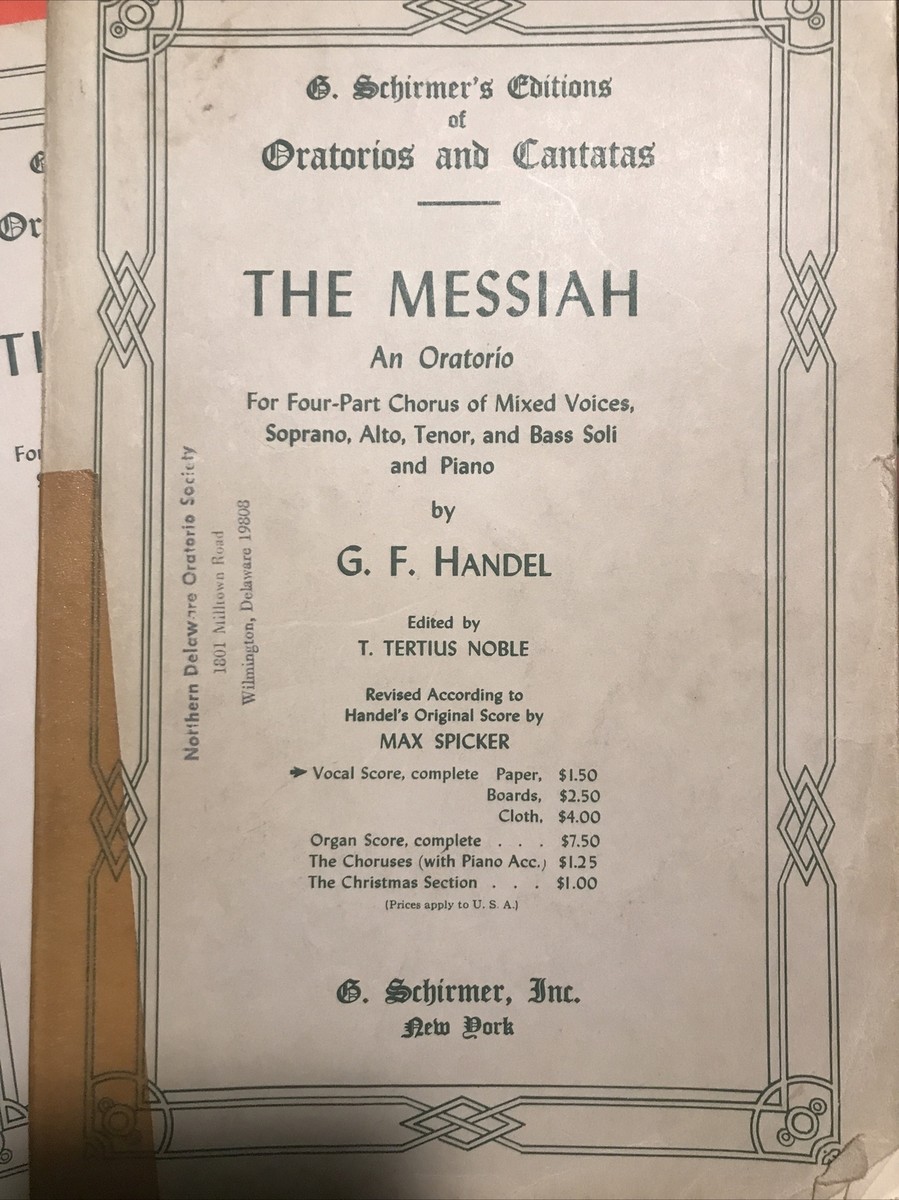 G. Schirmer's Editions
of
Oratorios and Cantatas
THE MESSIAH
An Oratorio
For Four-Part Chorus of Mixed Voices,
Soprano, Alto, Tenor, and Bass Soli
and Piano
by
G. F. HANDEL
Edited by
T. TERTIUS NOBLE
Revised According to
Handel's Original Score by
MAX SPICKER
➛ Vocal Score, complete Paper, $1.50
Boards, $2.50
Cloth, $4.00
Organ Score, complete . . . $7.50
The Choruses (with Piano Acc.) $1.25
The Christmas Section . . . $1.00
(Prices apply to U. S. A.)
G. Schirmer, Inc.
New York
Northern Delaware Oratorio Society
1801 Milltown Road
Wilmington, Delaware 19808
Or